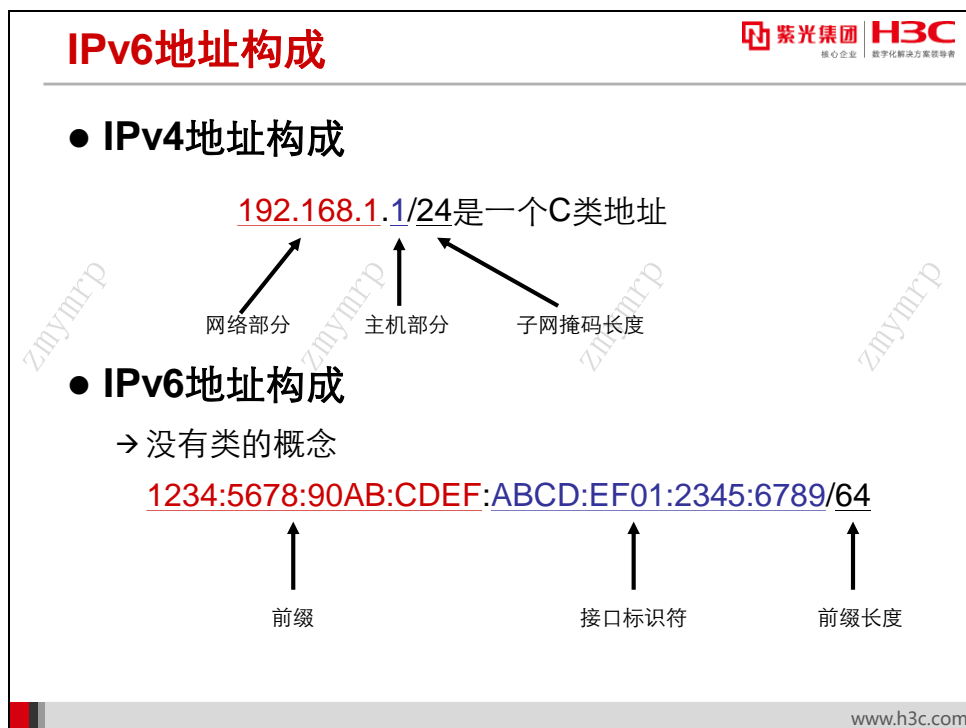 IPv6地址构成
紫光集团 H3C
核心企业 数字化解决方案领导者
● IPv4地址构成
192.168.1.1/24是一个C类地址
网络部分 主机部分 子网掩码长度
zmymrp zmymrp zmymrp zmymrp
● IPv6地址构成
→没有类的概念
1234:5678:90AB:CDEF:ABCD:EF01:2345:6789/64
前缀 接口标识符 前缀长度
www.h3c.com